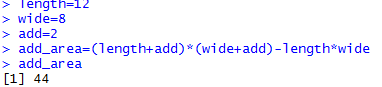 > length=12
> wide=8
> add=2
> add_area=(length+add)*(wide+add)-length*wide
> add_area
[1] 44